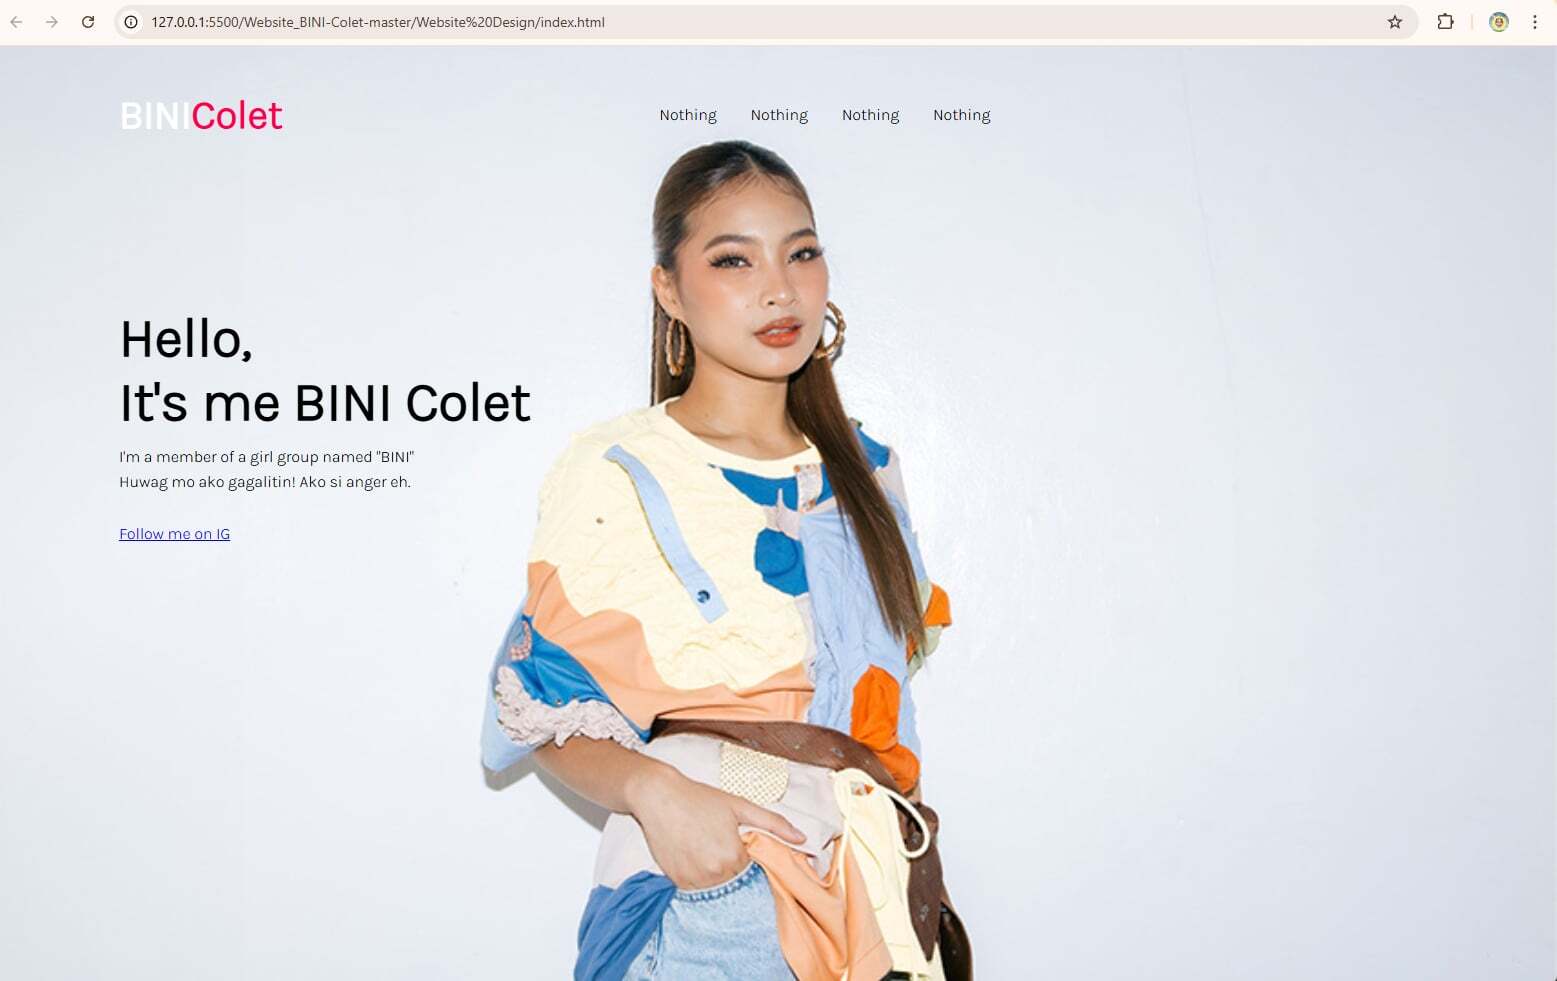 127.0.0.1:5500/Website_BINI-Colet-master/Website%20Design/index.html
BINIColet
Nothing Nothing Nothing Nothing
Hello,
It's me BINI Colet
I'm a member of a girl group named "BINI"
Huwag mo ako gagalitin! Ako si anger eh.
Follow me on IG